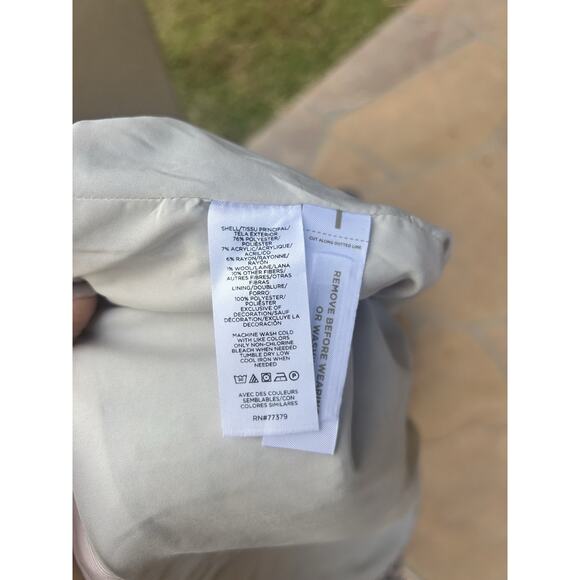 SHELL/TISSU PRINCIPAL/
TELA EXTERIOR
76% POLYESTER/
POLIÉSTER
7% ACRYLIC/ACRYLIQUE/
ACRÍLICO
6% RAYON/RAYONNE/
RAYÓN
1% WOOL/LAINE/LANA
10% OTHER FIBERS/
AUTRES FIBRES/OTRAS
FIBRAS
LINING/DOUBLURE/
FORRO:
100% POLYESTER/
POLIÉSTER
EXCLUSIVE OF
DECORATION/SAUF
DÉCORATION/EXCLUYE LA
DECORACIÓN
MACHINE WASH COLD
WITH LIKE COLORS
ONLY NON-CHLORINE
BLEACH WHEN NEEDED
TUMBLE DRY LOW
COOL IRON WHEN
NEEDED
AVEC DES COULEURS
SEMBLABLES/CON
COLORES SIMILARES
RN#77379
CUT ALONG DOTTED LINE
REMOVE BEFORE WEARIN
OR WASH